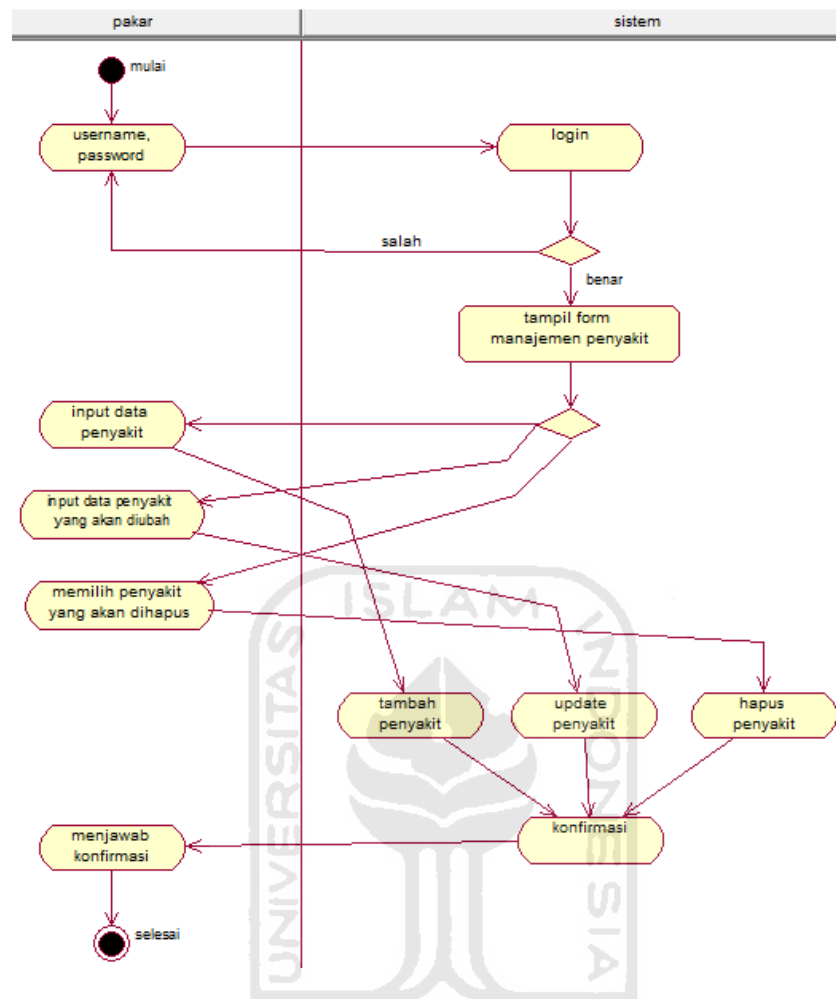 pakar
sistem
mulai
username,
password
login
salah
benar
tampil form
manajemen penyakit
input data
penyakit
input data penyakit
yang akan diubah
memilih penyakit
yang akan dihapus
tambah
penyakit
update
penyakit
hapus
penyakit
konfirmasi
menjawab
konfirmasi
selesai
UNIVERSITAS
ISLAM
INDONESIA